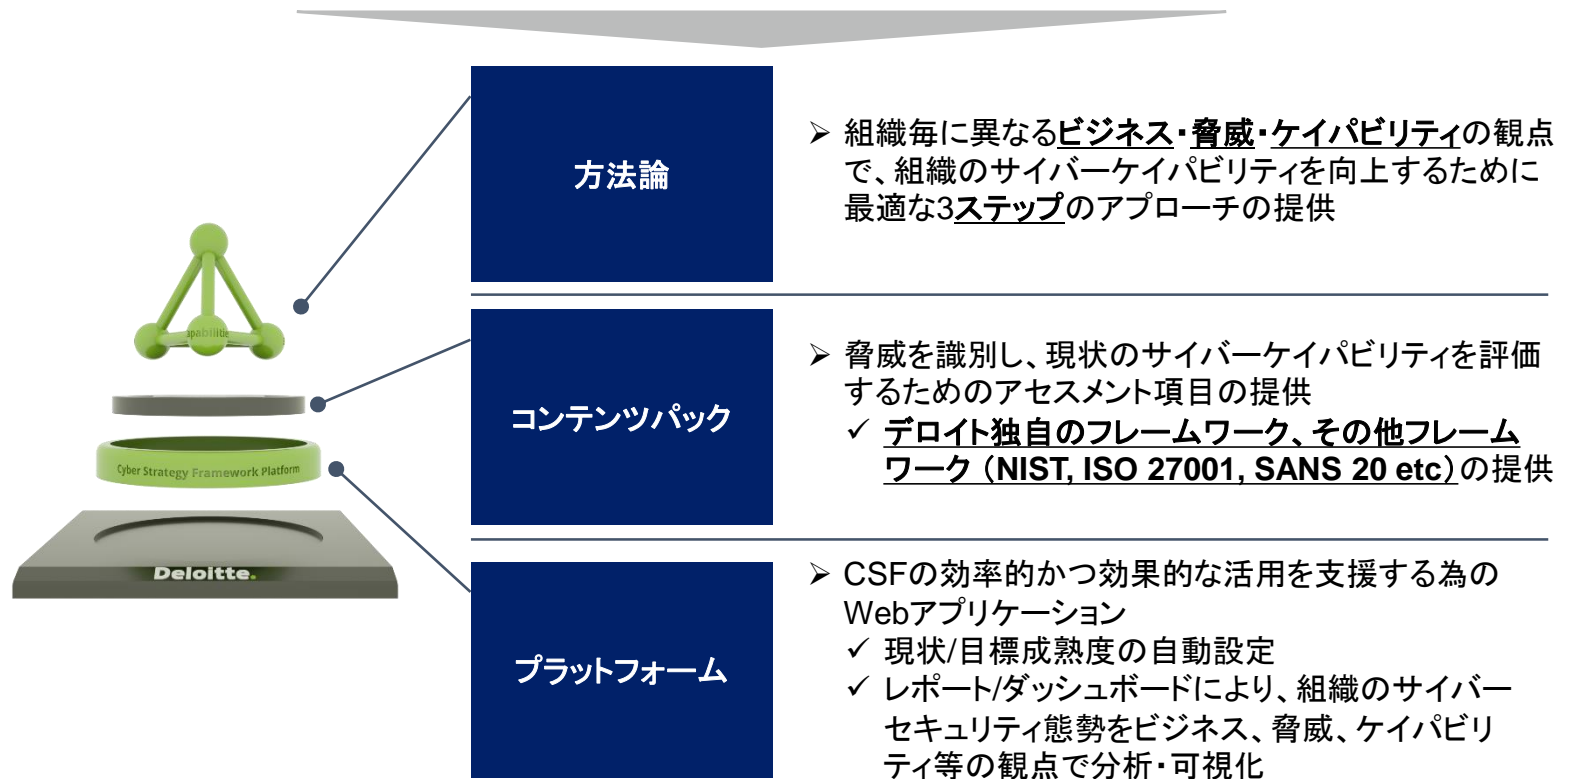 方法論
➢ 組織毎に異なるビジネス・脅威・ケイパビリティの観点
で、組織のサイバーケイパビリティを向上するために
最適な3ステップのアプローチの提供
apabilitie
コンテンツパック
➢ 脅威を識別し、現状のサイバーケイパビリティを評価
するためのアセスメント項目の提供
✓ デロイト独自のフレームワーク、その他フレーム
ワーク（NIST, ISO 27001, SANS 20 etc）の提供
Cyber Strategy Framework Platform
Deloitte.
プラットフォーム
➢ CSFの効率的かつ効果的な活用を支援する為の
Webアプリケーション
✓ 現状/目標成熟度の自動設定
✓ レポート/ダッシュボードにより、組織のサイバー
セキュリティ態勢をビジネス、脅威、ケイパビリ
ティ等の観点で分析・可視化